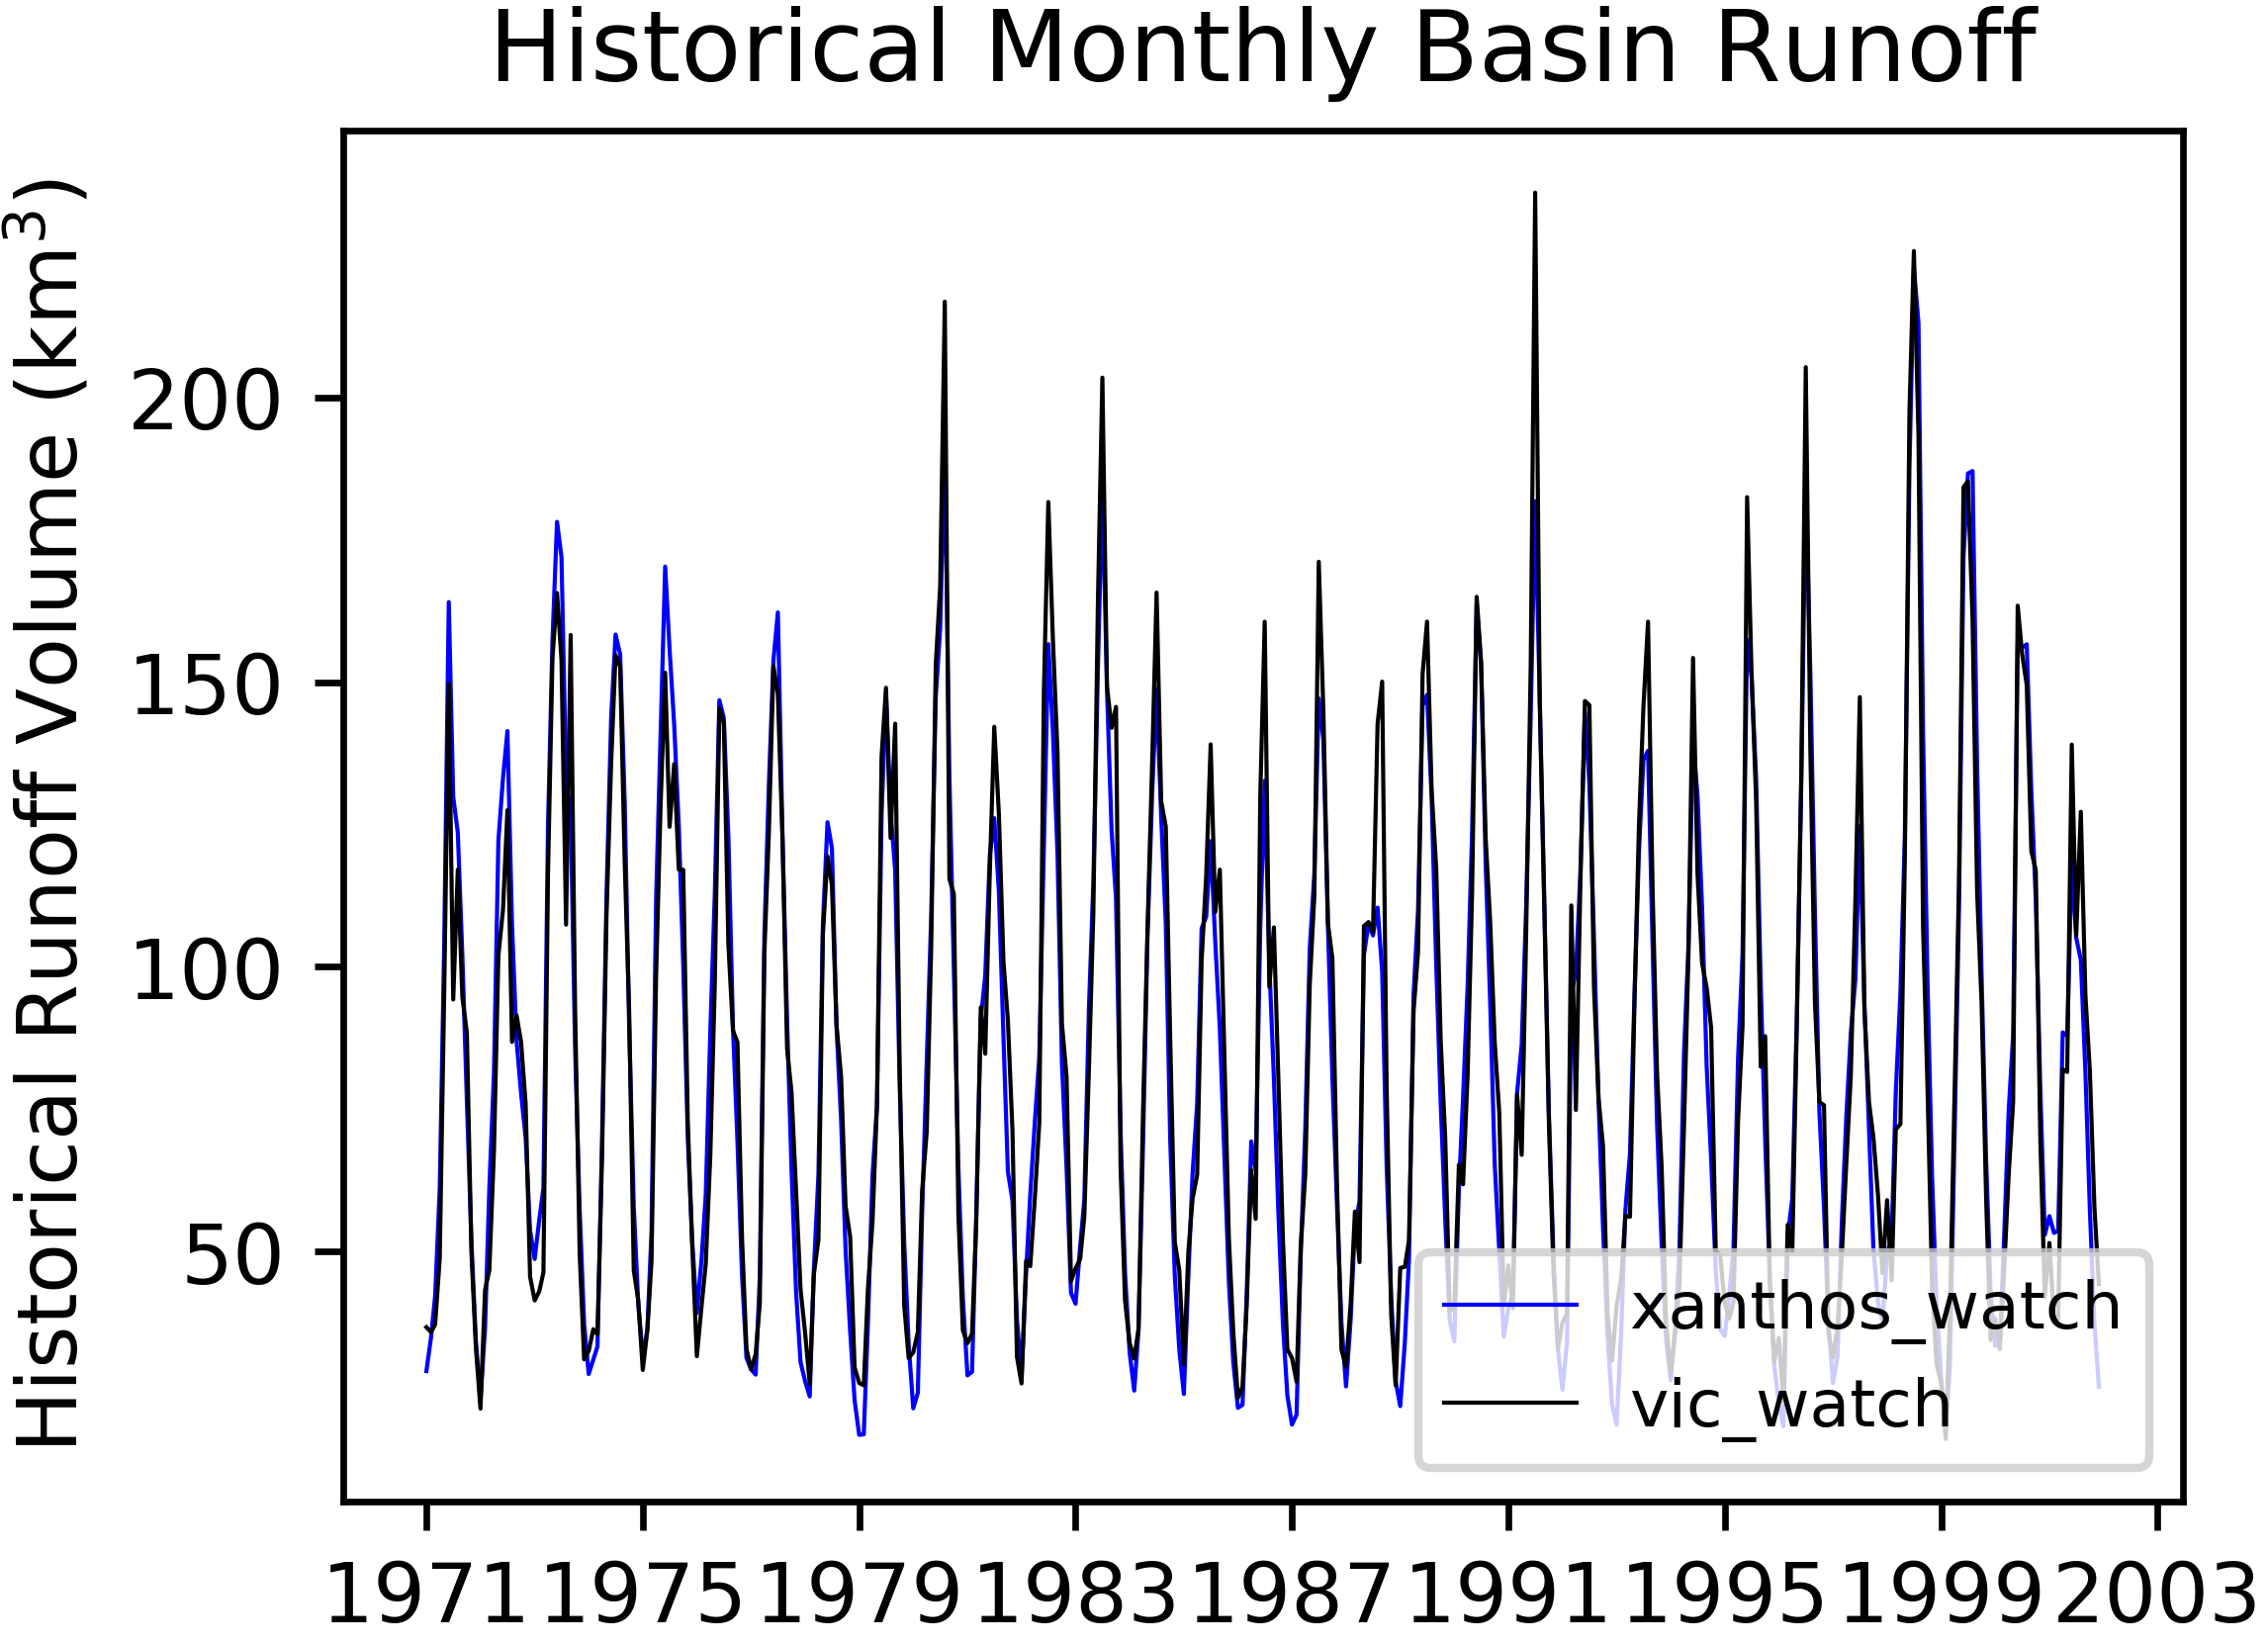 Historical Monthly Basin Runoff
Historical Runoff Volume (km³)
200
150
100
50
xanthos_watch
vic_watch
1971 1975 1979 1983 1987 1991 1995 1999 2003